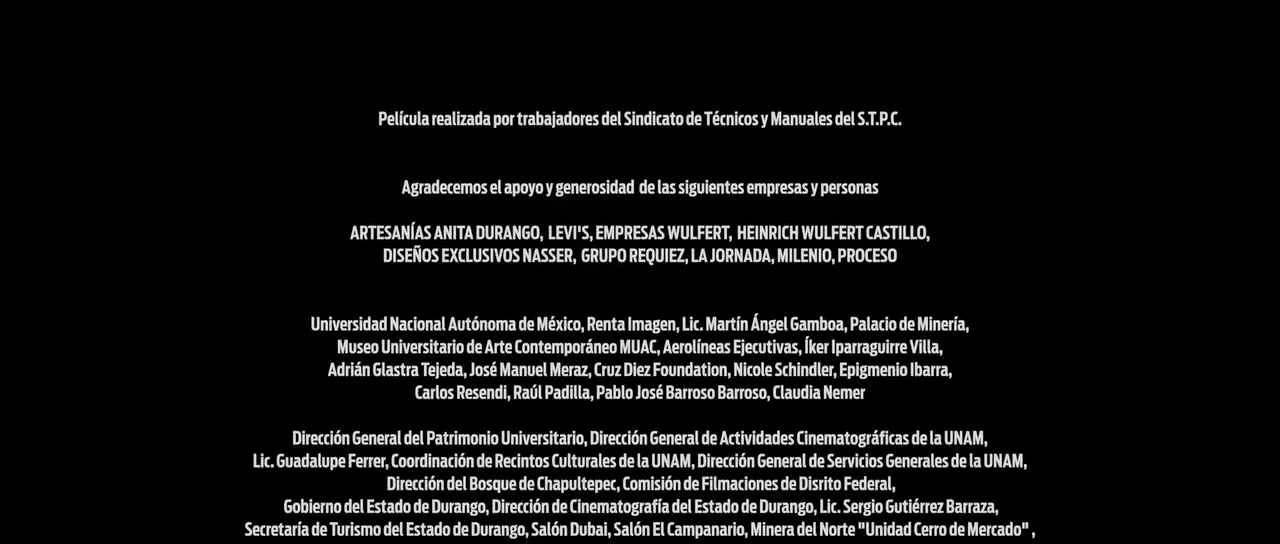 Película realizada por trabajadores del Sindicato de Técnicos y Manuales del S.T.P.C.
Agradecemos el apoyo y generosidad de las siguientes empresas y personas
ARTESANÍAS ANITA DURANGO, LEVI'S, EMPRESAS WULFERT, HEINRICH WULFERT CASTILLO,
DISEÑOS EXCLUSIVOS NASSER, GRUPO REQUIEZ, LA JORNADA, MILENIO, PROCESO
Universidad Nacional Autónoma de México, Renta Imagen, Lic. Martín Ángel Gamboa, Palacio de Minería,
Museo Universitario de Arte Contemporáneo MUAC, Aerolíneas Ejecutivas, Íker Iparraguirre Villa,
Adrián Glastra Tejeda, José Manuel Meraz, Cruz Diez Foundation, Nicole Schindler, Epigmenio Ibarra,
Carlos Resendi, Raúl Padilla, Pablo José Barroso Barroso, Claudia Nemer
Dirección General del Patrimonio Universitario, Dirección General de Actividades Cinematográficas de la UNAM,
Lic. Guadalupe Ferrer, Coordinación de Recintos Culturales de la UNAM, Dirección General de Servicios Generales de la UNAM,
Dirección del Bosque de Chapultepec, Comisión de Filmaciones de Disrito Federal,
Gobierno del Estado de Durango, Dirección de Cinematografía del Estado de Durango, Lic. Sergio Gutiérrez Barraza,
Secretaría de Turismo del Estado de Durango, Salón Dubai, Salón El Campanario, Minera del Norte "Unidad Cerro de Mercado" ,